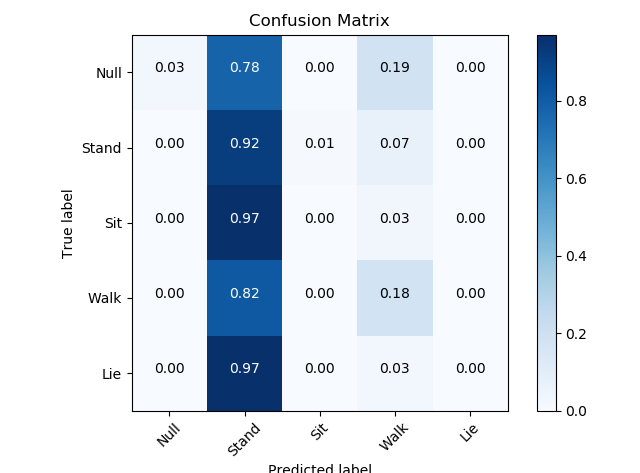 Confusion Matrix
Null 0.03 0.78 0.00 0.19 0.00
Stand 0.00 0.92 0.01 0.07 0.00
Sit 0.00 0.97 0.00 0.03 0.00
Walk 0.00 0.82 0.00 0.18 0.00
Lie 0.00 0.97 0.00 0.03 0.00
True label
Null Stand Sit Walk Lie
Predicted label
0.8
0.6
0.4
0.2
0.0